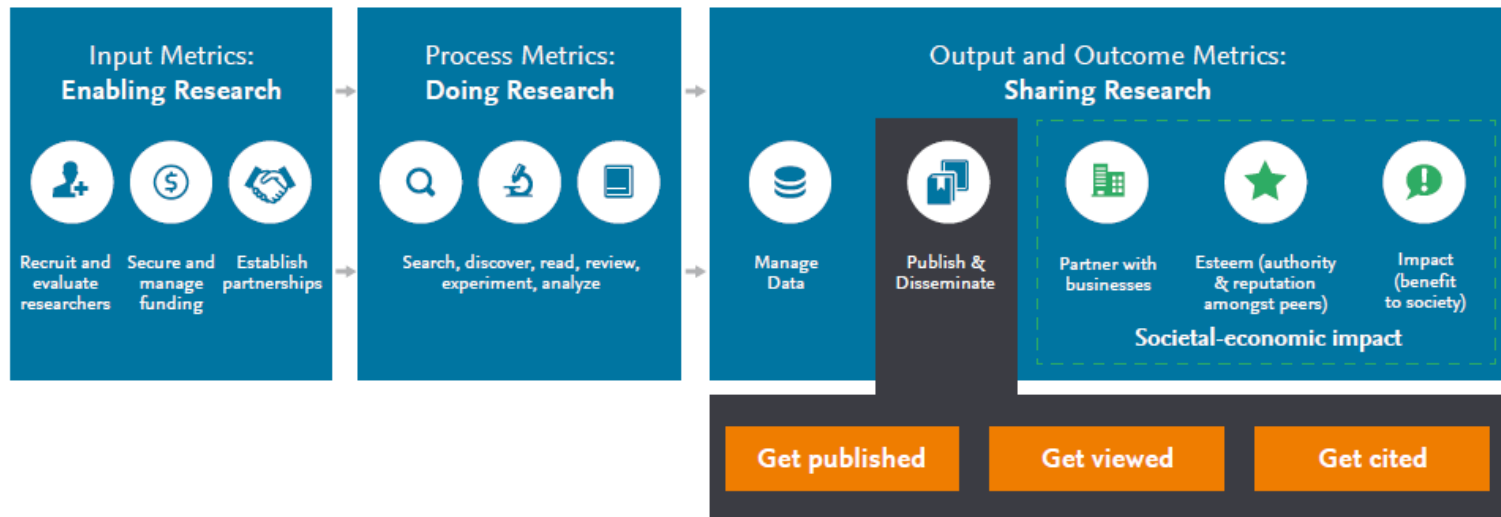 Input Metrics:
Enabling Research
Recruit and
evaluate
researchers
Secure and
manage
funding
Establish
partnerships
Process Metrics:
Doing Research
Search, discover, read, review,
experiment, analyze
Output and Outcome Metrics:
Sharing Research
Manage
Data
Publish &
Disseminate
Partner with
businesses
Esteem (authority
& reputation
amongst peers)
Impact
(benefit
to society)
Societal-economic impact
Get published
Get viewed
Get cited